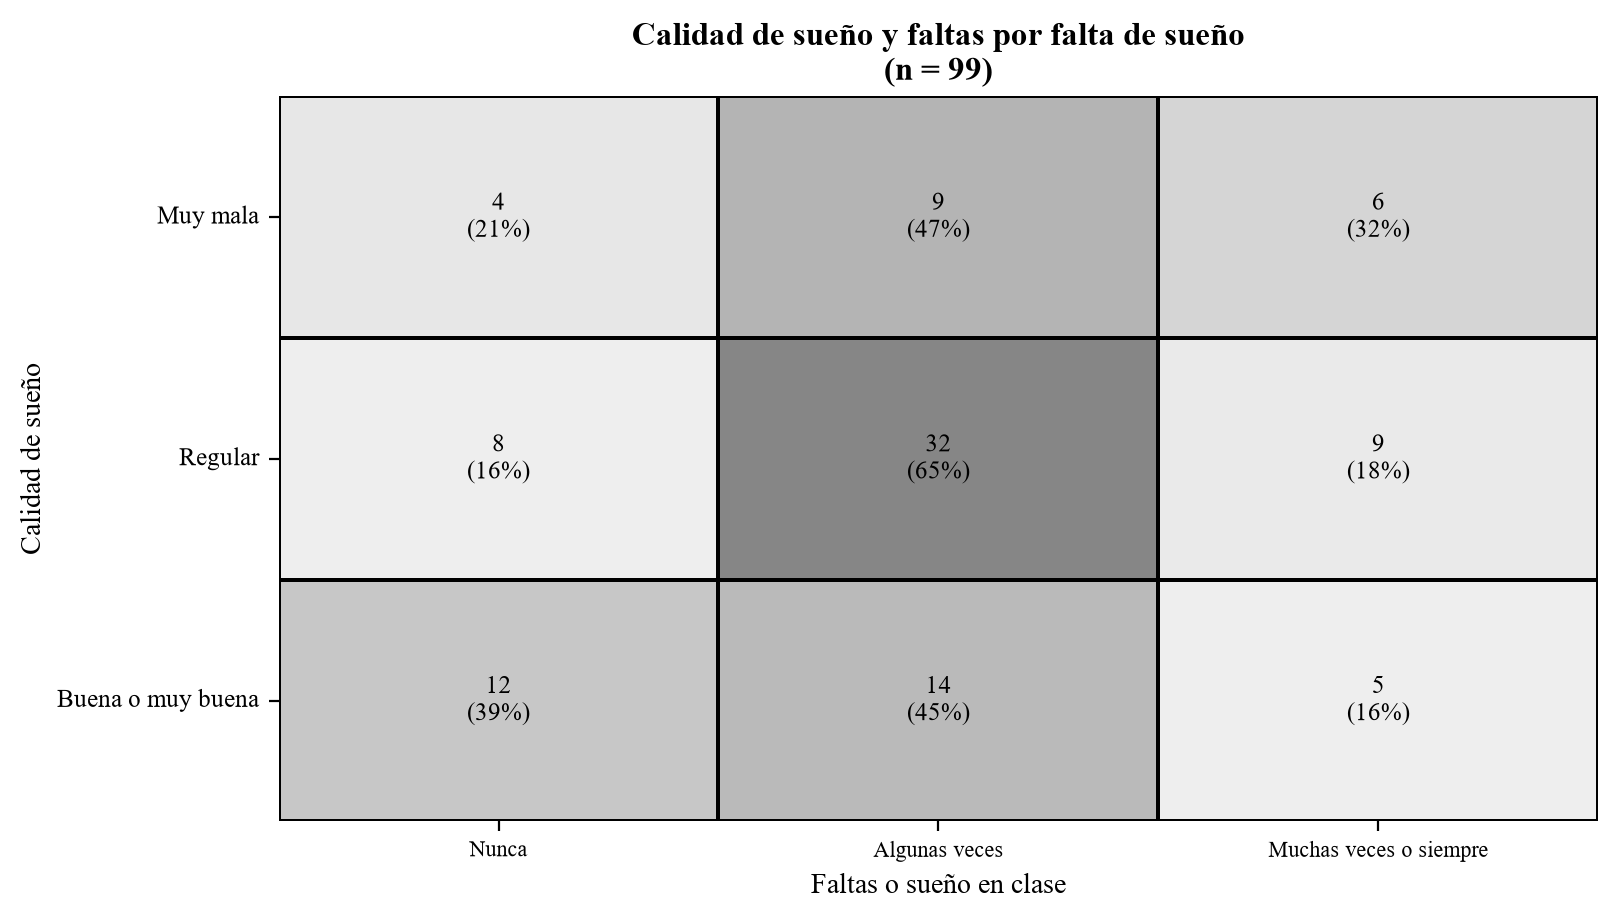 Calidad de sueño y faltas por falta de sueño
(n = 99)
Calidad de sueño
Muy mala
4
(21%)
9
(47%)
6
(32%)
Regular
8
(16%)
32
(65%)
9
(18%)
Buena o muy buena
12
(39%)
14
(45%)
5
(16%)
Nunca
Algunas veces
Muchas veces o siempre
Faltas o sueño en clase